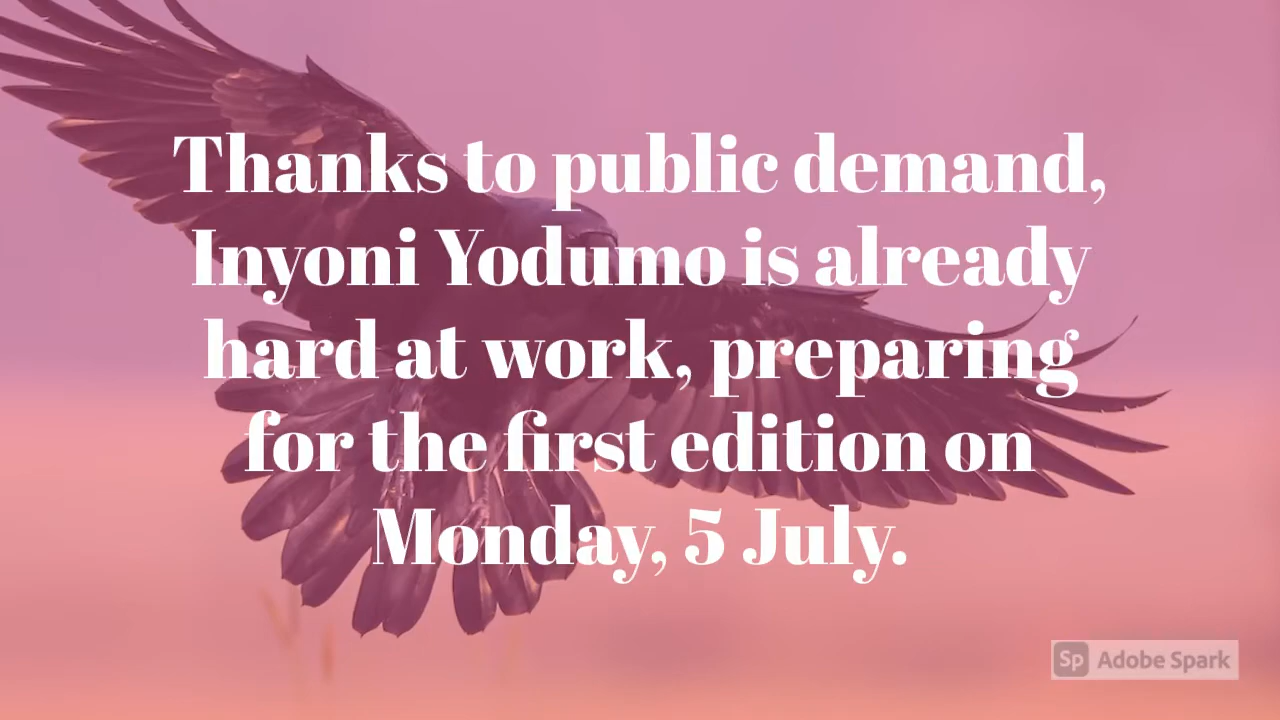 Thanks to public demand,
Inyoni Yodumo is already
hard at work, preparing
for the first edition on
Monday, 5 July.
Sp Adobe Spark